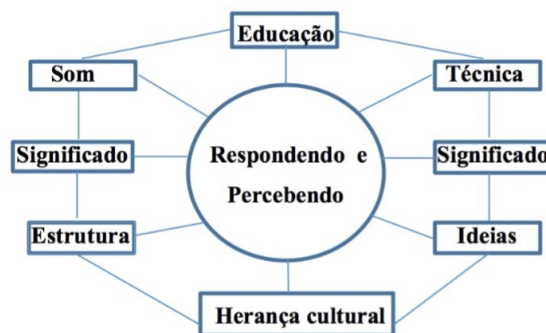 Educação
Som
Técnica
Significado
Respondendo e
Percebendo
Significado
Estrutura
Ideias
Herança cultural